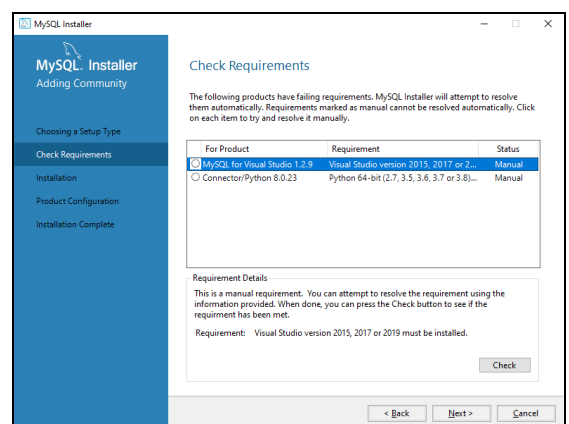 MySQL Installer
MySQL. Installer
Adding Community
Choosing a Setup Type
Check Requirements
Installation
Product Configuration
Installation Complete
Check Requirements
The following products have failing requirements. MySQL Installer will attempt to resolve
them automatically. Requirements marked as manual cannot be resolved automatically. Click
on each item to try and resolve it manually.
For Product Requirement Status
MySQL for Visual Studio 1.2.9 Visual Studio version 2015, 2017 or 2... Manual
Connector/Python 8.0.23 Python 64-bit (2.7, 3.5, 3.6, 3.7 or 3.8)... Manual
Requirement Details
This is a manual requirement. You can attempt to resolve the requirement using the
information provided. When done, you can press the Check button to see if the
requirment has been met.
Requirement: Visual Studio version 2015, 2017 or 2019 must be installed.
Check
< Back Next > Cancel